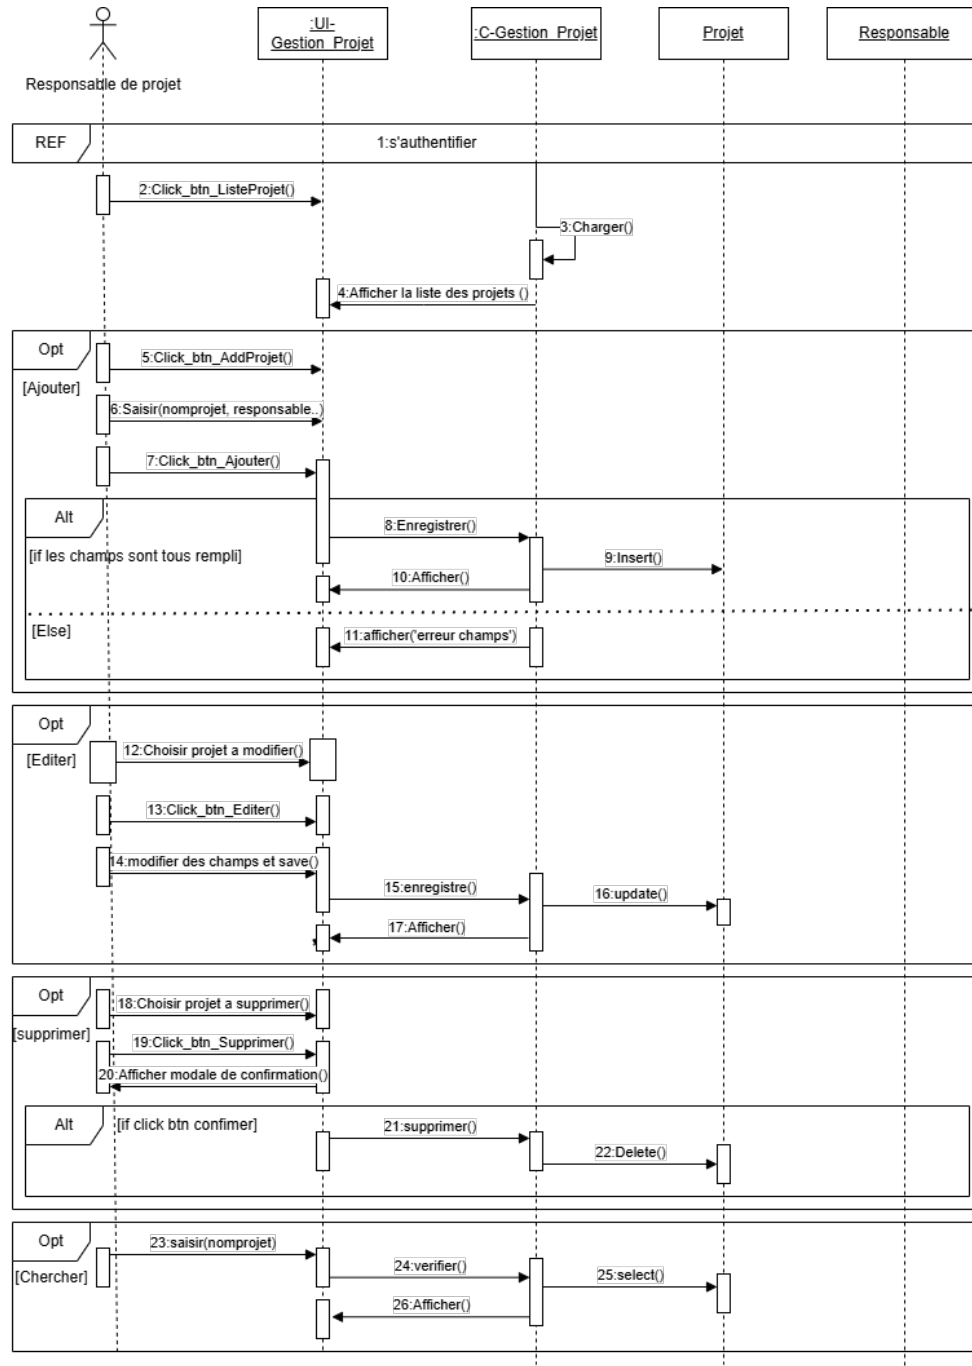 :UI-
Gestion_Projet
:C-Gestion_Projet
Projet
Responsable
Responsable de projet
REF
1:s'authentifier
2:Click_btn_ListeProjet()
3:Charger()
4:Afficher la liste des projets ()
Opt
5:Click_btn_AddProjet()
[Ajouter]
6:Saisir(nomprojet, responsable..)
7:Click_btn_Ajouter()
Alt
8:Enregistrer()
[if les champs sont tous rempli]
9:Insert()
10:Afficher()
[Else]
11:afficher('erreur champs')
Opt
12:Choisir projet a modifier()
[Editer]
13:Click_btn_Editer()
14:modifier des champs et save()
15:enregistre()
16:update()
17:Afficher()
Opt
18:Choisir projet a supprimer()
[supprimer]
19:Click_btn_Supprimer()
20:Afficher modale de confirmation()
Alt
[if click btn confimer]
21:supprimer()
22:Delete()
Opt
23:saisir(nomprojet)
24:verifier()
[Chercher]
25:select()
26:Afficher()